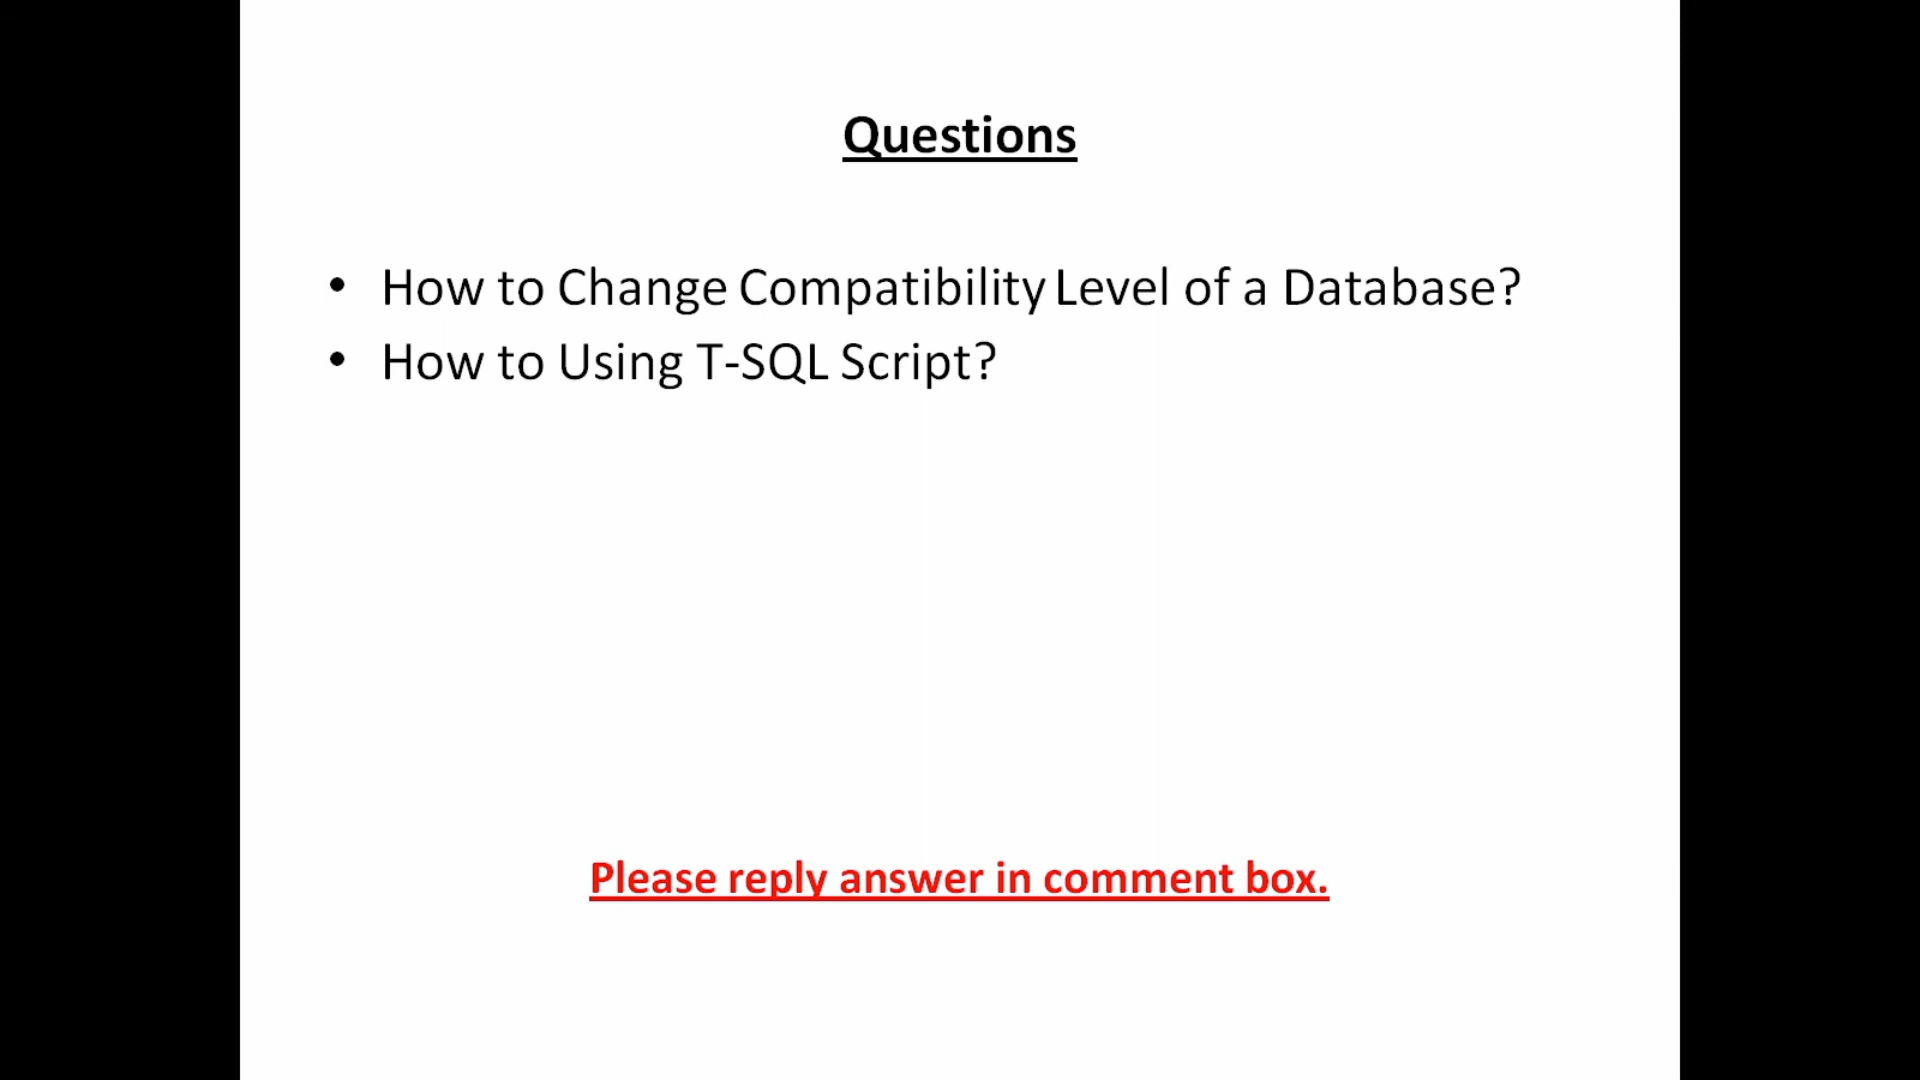 Questions
• How to Change Compatibility Level of a Database?
• How to Using T-SQL Script?
Please reply answer in comment box.